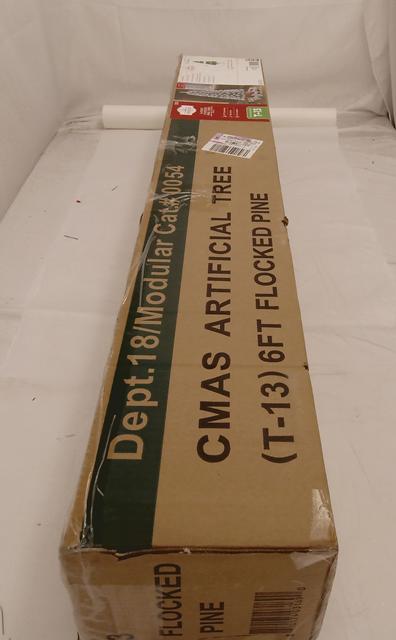 Dept.18/Modular Cat#:0054
CMAS ARTIFICIAL TREE
(T-13) 6FT FLOCKED PINE
FLOCKED
PINE